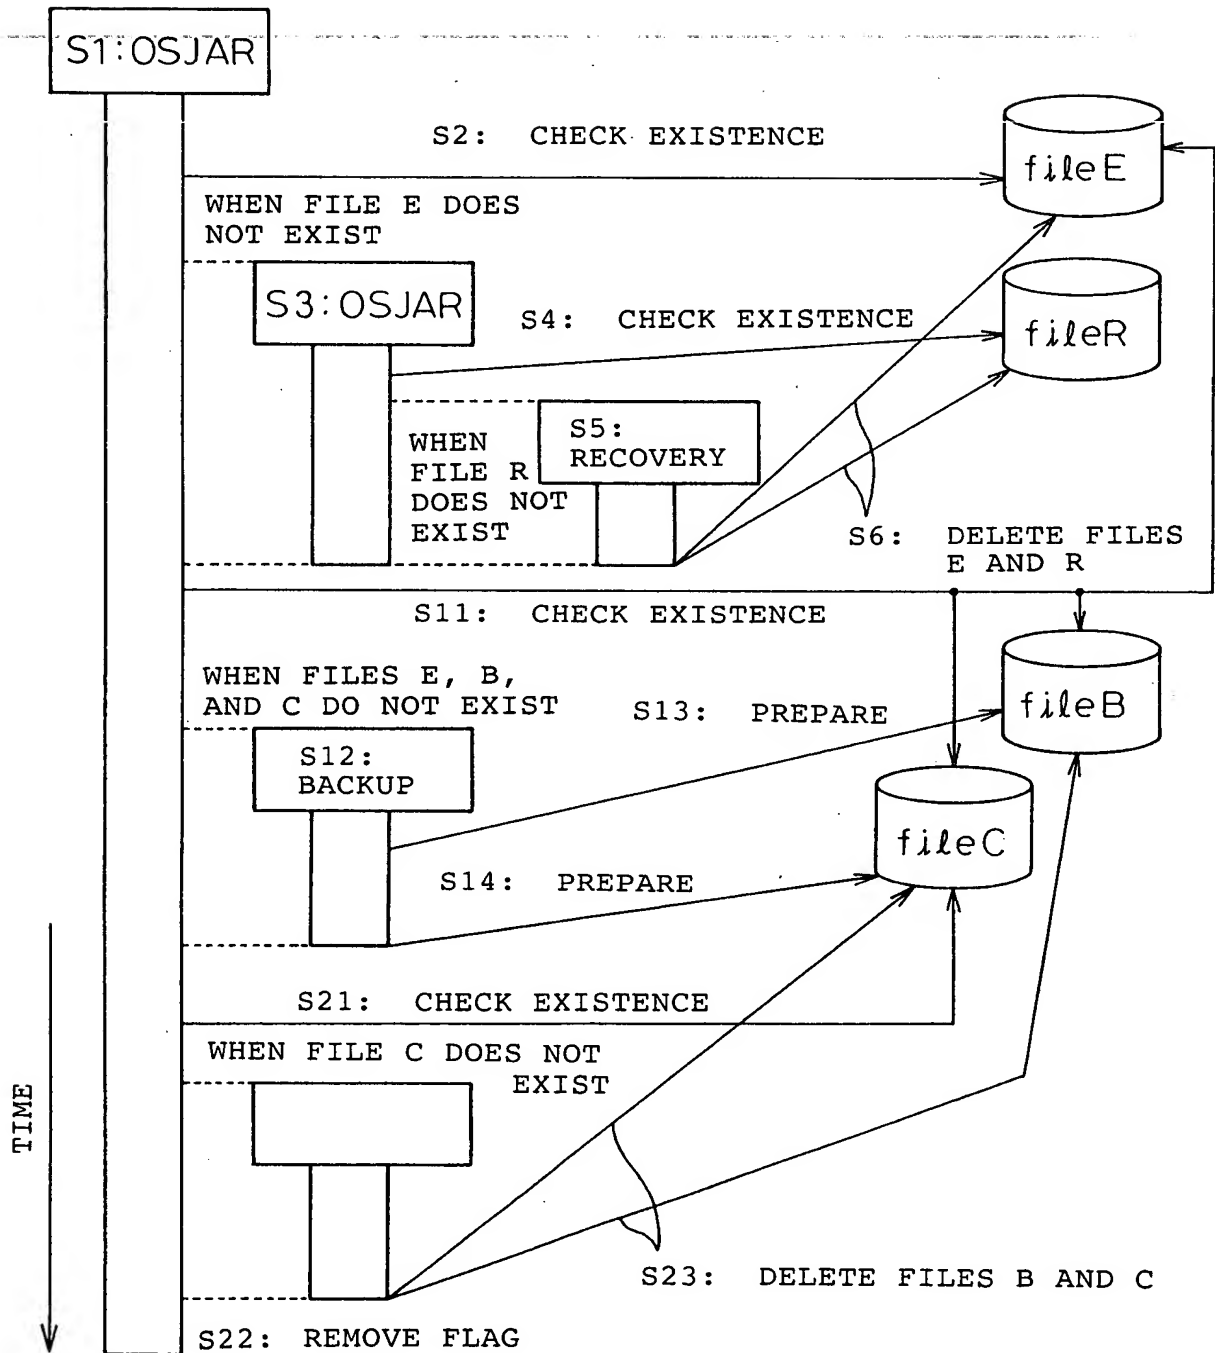 S1:OSJAR
S2: CHECK EXISTENCE
fileE
WHEN FILE E DOES
NOT EXIST
S3:OSJAR
S4: CHECK EXISTENCE
fileR
WHEN
FILE R
DOES NOT
EXIST
S5:
RECOVERY
S6: DELETE FILES
E AND R
S11: CHECK EXISTENCE
WHEN FILES E, B,
AND C DO NOT EXIST
S13: PREPARE
fileB
S12:
BACKUP
fileC
S14: PREPARE
S21: CHECK EXISTENCE
WHEN FILE C DOES NOT
EXIST
TIME
S23: DELETE FILES B AND C
S22: REMOVE FLAG